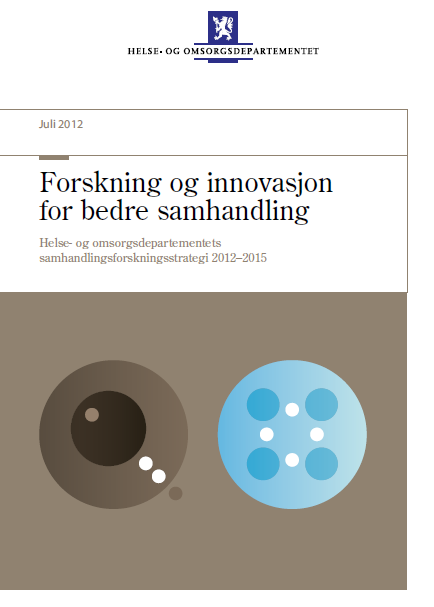 HELSE- OG OMSORGSDEPARTEMENTET
Juli 2012
Forskning og innovasjon
for bedre samhandling
Helse- og omsorgsdepartementets
samhandlingsforskningsstrategi 2012–2015